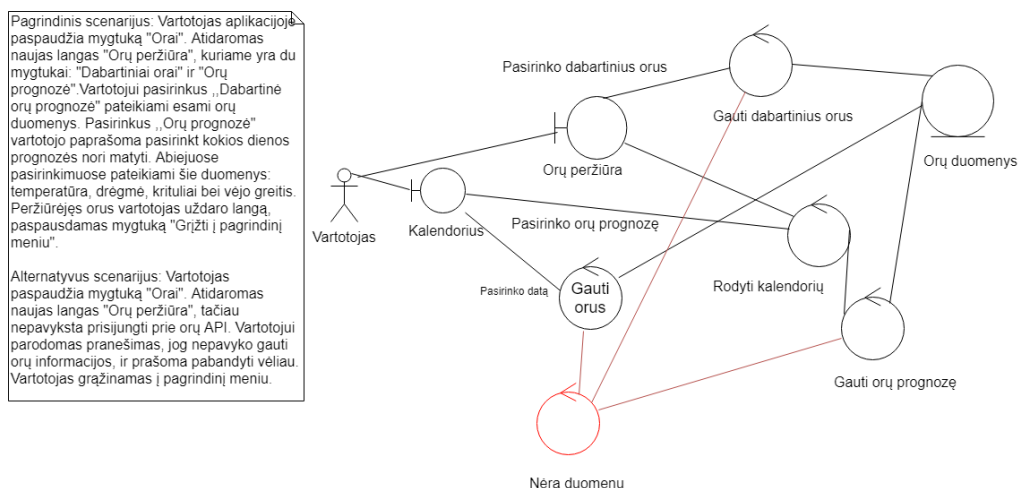 Pagrindinis scenarijus: Vartotojas aplikacijoje
paspaudžia mygtuką "Orai". Atidaromas
naujas langas "Orų peržiūra", kuriame yra du
mygtukai: "Dabartiniai orai" ir "Orų
prognozė".Vartotojui pasirinkus ,,Dabartinė
orų prognozė" pateikiami esami orų
duomenys. Pasirinkus ,,Orų prognozė"
vartotojo paprašoma pasirinkt kokios dienos
prognozės nori matyti. Abiejuose
pasirinkimuose pateikiami šie duomenys:
temperatūra, drėgmė, krituliai bei vėjo greitis.
Peržiūrėjęs orus vartotojas uždaro langą,
paspausdamas mygtuką "Grįžti į pagrindinį
meniu".
Alternatyvus scenarijus: Vartotojas
paspaudžia mygtuką "Orai". Atidaromas
naujas langas "Orų peržiūra", tačiau
nepavyksta prisijungti prie orų API. Vartotojui
parodomas pranešimas, jog nepavyko gauti
orų informacijos, ir prašoma pabandyti vėliau.
Vartotojas grąžinamas į pagrindinį meniu.
Pasirinko dabartinius orus
Gauti dabartinius orus
Orų duomenys
Orų peržiūra
Vartotojas
Kalendorius
Pasirinko orų prognozę
Pasirinko datą
Gauti
orus
Rodyti kalendorių
Gauti orų prognozę
Nėra duomenu